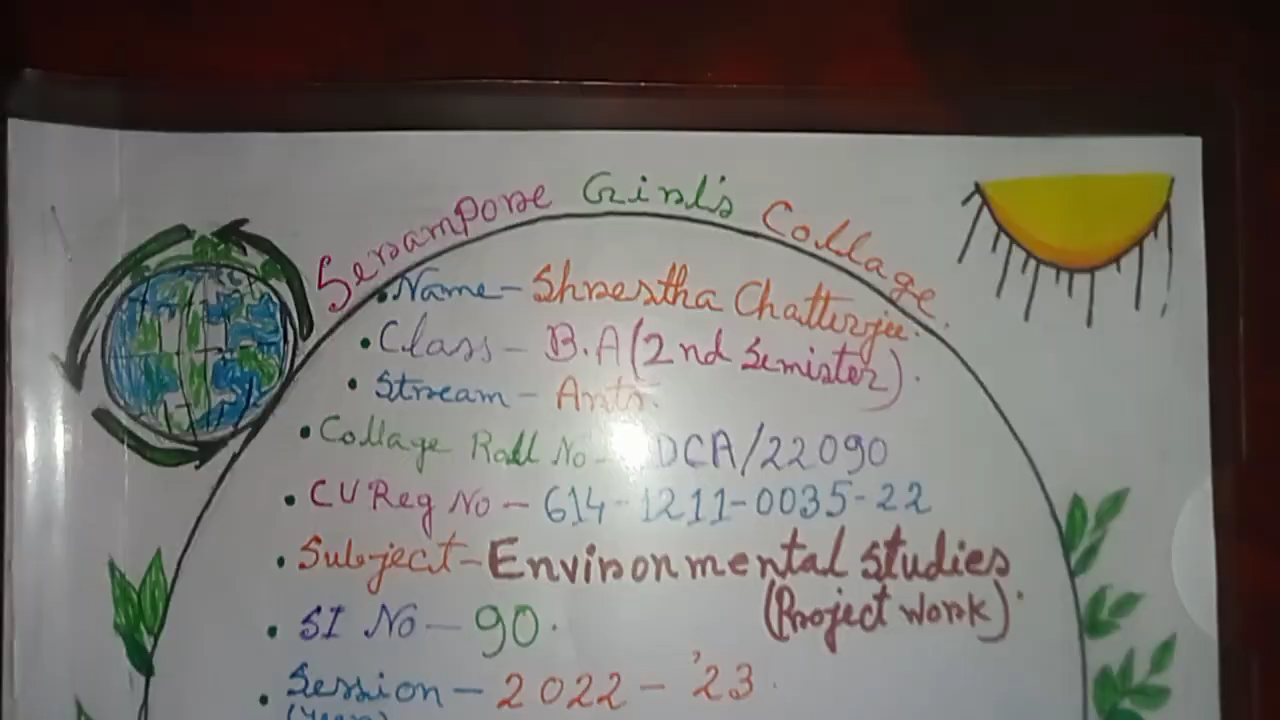 Serampore Girl's Collage.
• Name - Shrestha Chatterjee.
• Class - B.A (2nd Semister).
• Stream - Arts.
• Collage Roll No - DCA/22090
• CU Reg No - 614-1211-0035-22
• Subject - Environmental Studies
(Project work).
• SI No - 90.
• Session - 2022 - '23.
(Year)